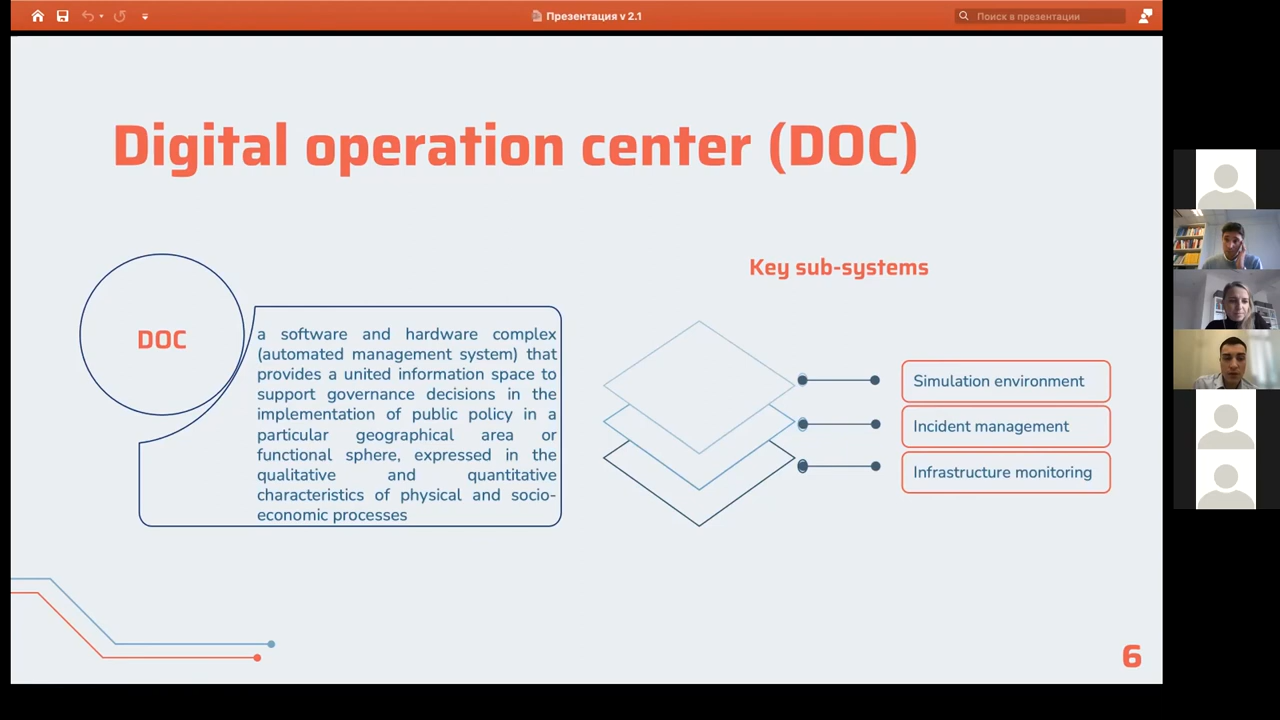 Презентация v 2.1
Поиск в презентации
Digital operation center (DOC)
DOC
a software and hardware complex
(automated management system) that
provides a united information space to
support governance decisions in the
implementation of public policy in a
particular geographical area or
functional sphere, expressed in the
qualitative and quantitative
characteristics of physical and socio-
economic processes
Key sub-systems
Simulation environment
Incident management
Infrastructure monitoring
6